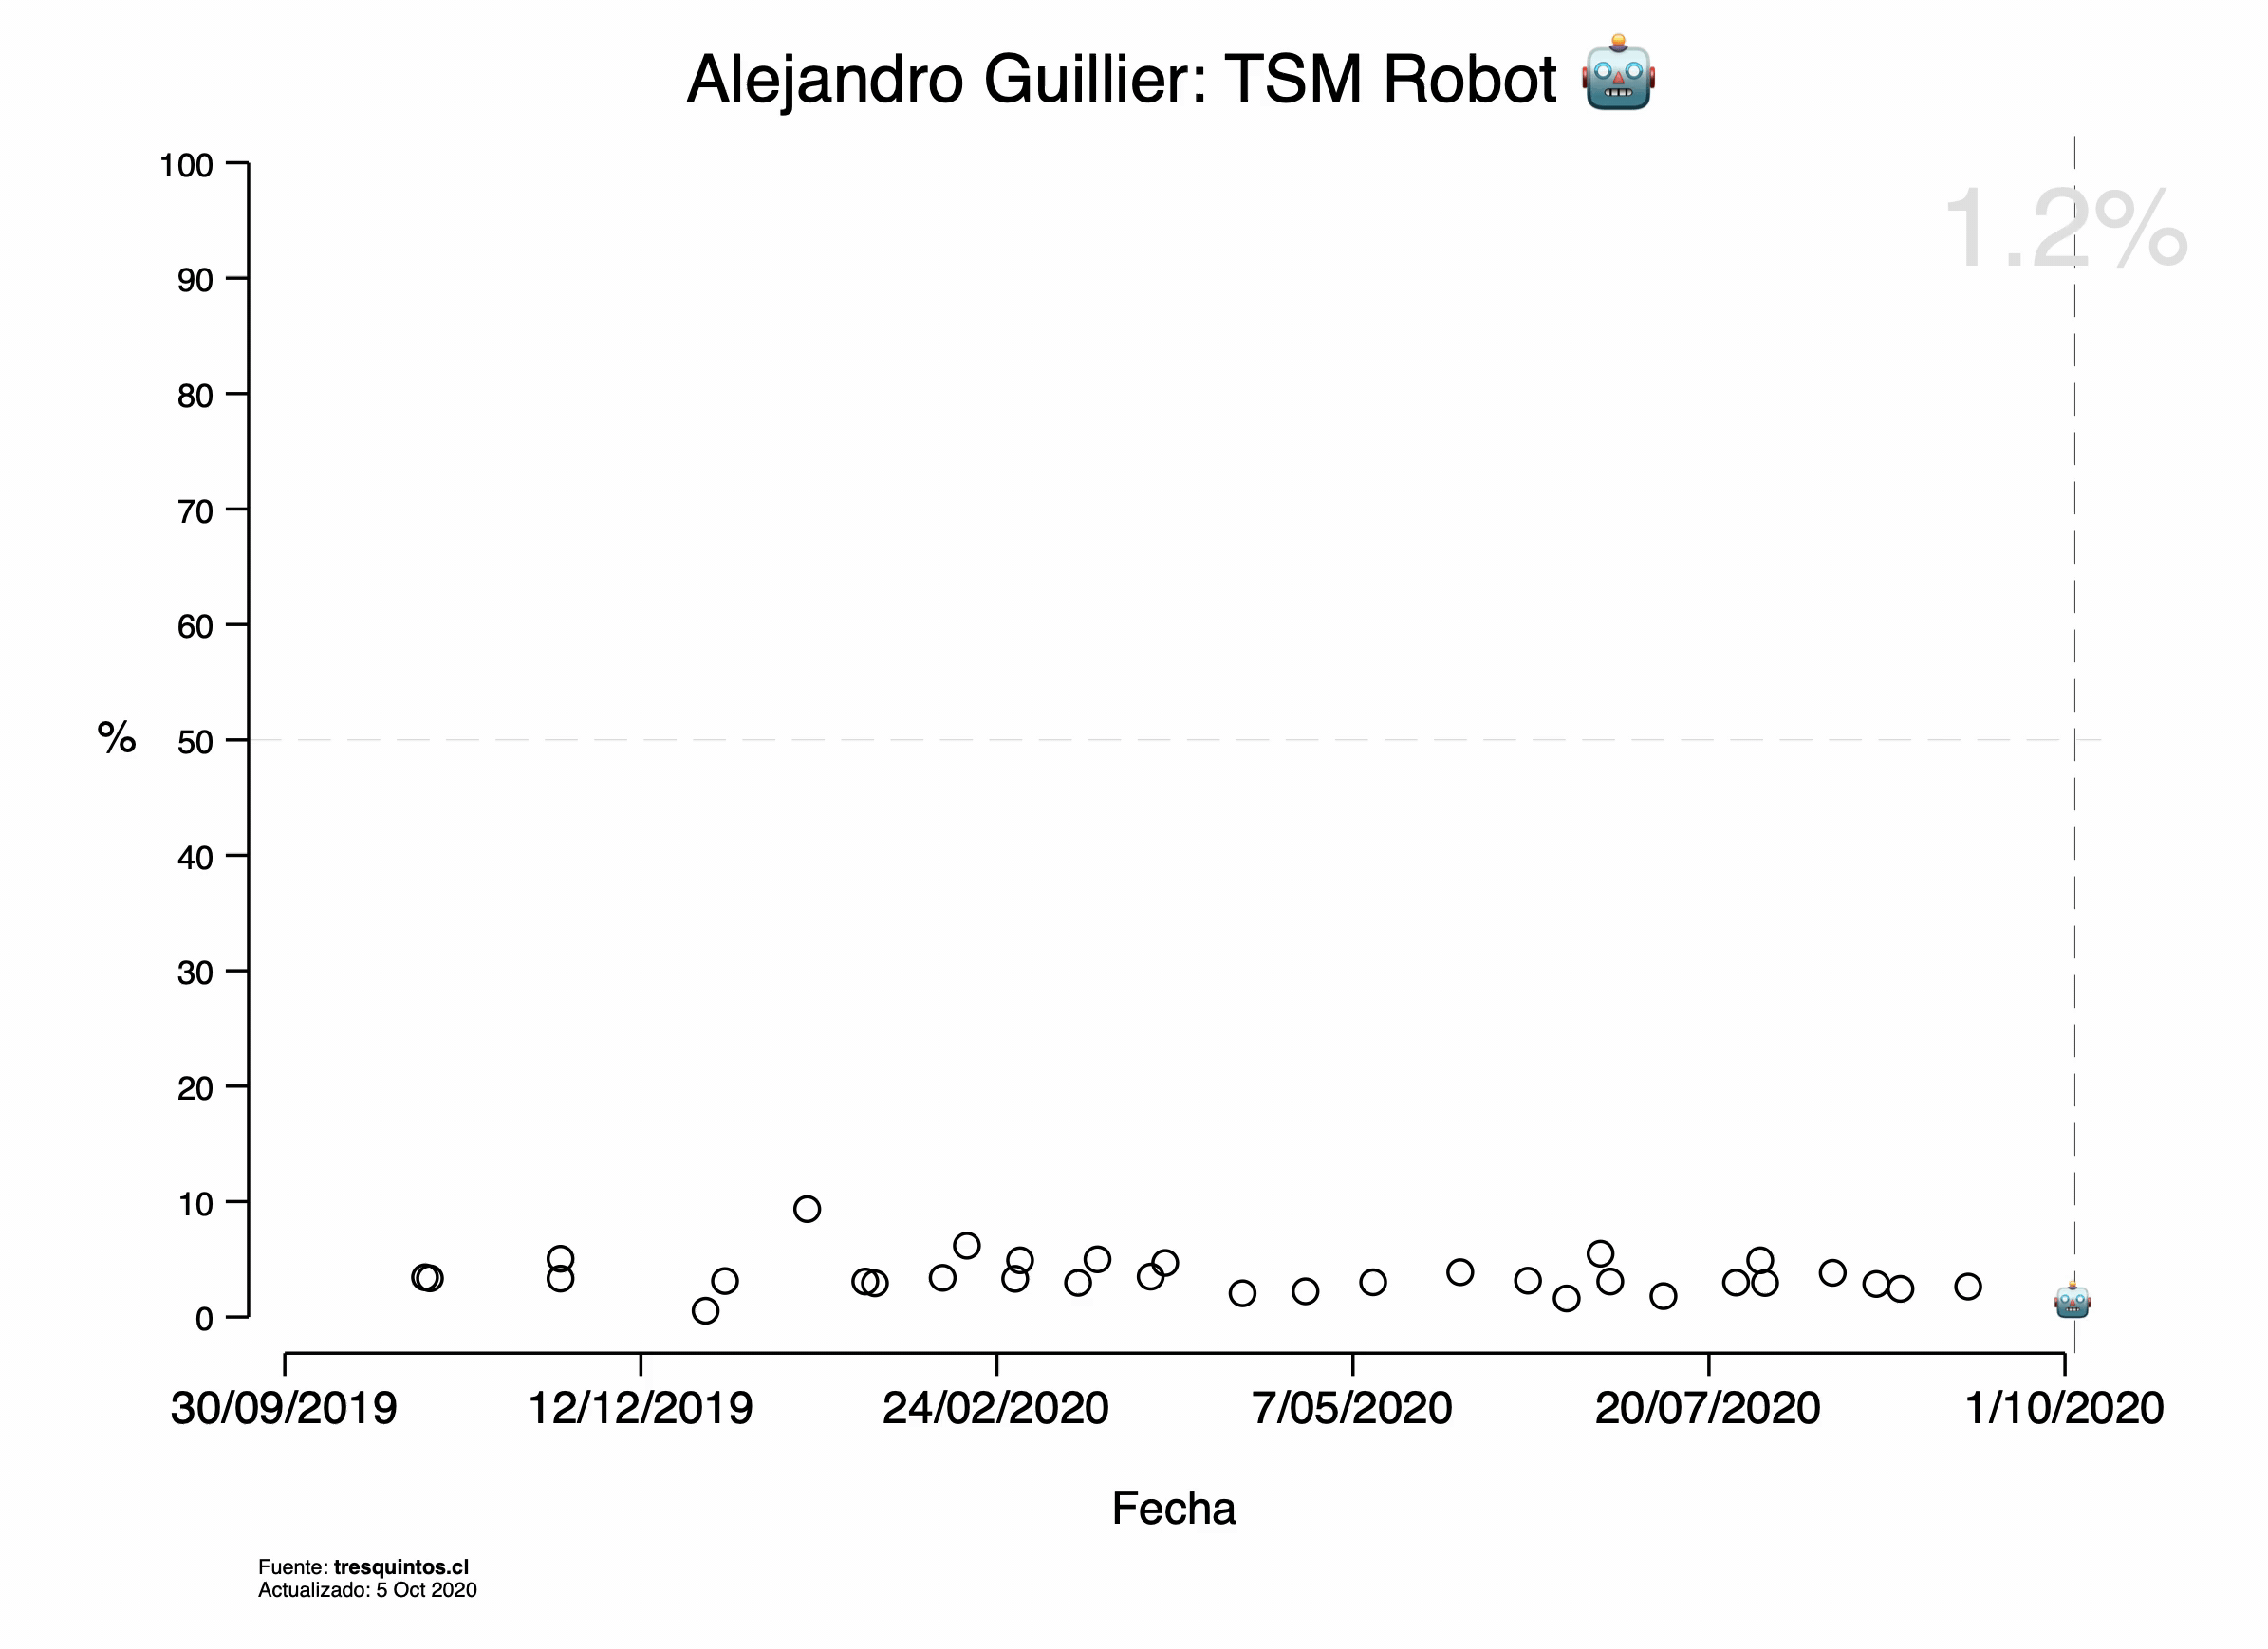 Alejandro Guillier: TSM Robot 🤖
1.2%
100
90
80
70
60
50
40
30
20
10
0
%
30/09/2019 12/12/2019 24/02/2020 7/05/2020 20/07/2020 1/10/2020
Fecha
Fuente: tresquintos.cl
Actualizado: 5 Oct 2020